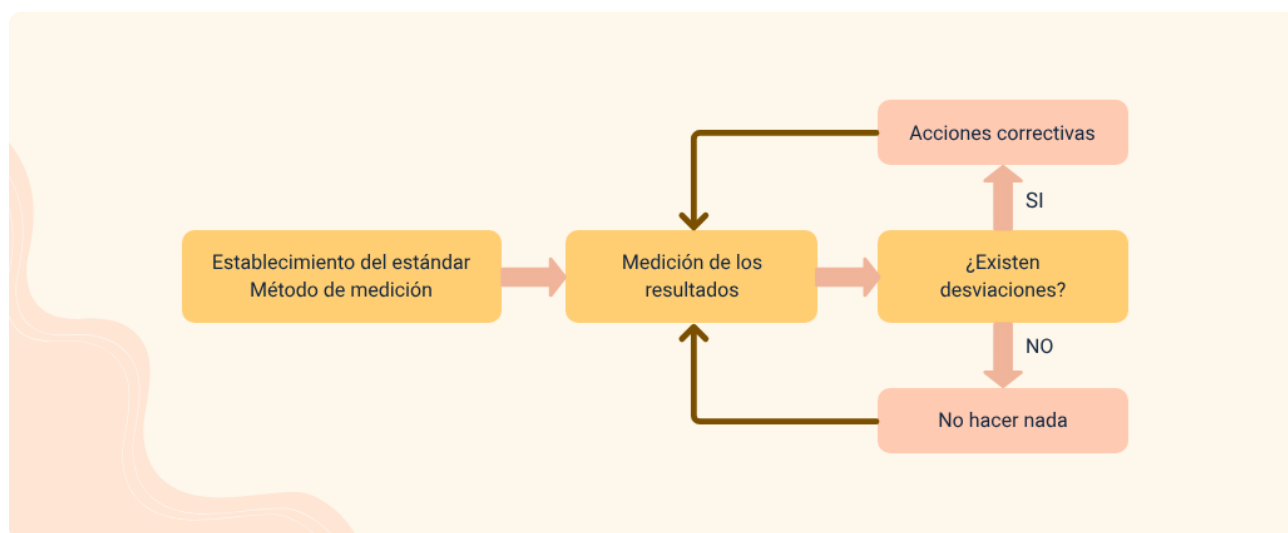 Establecimiento del estándar
Método de medición
Medición de los
resultados
¿Existen
desviaciones?
SI
Acciones correctivas
NO
No hacer nada